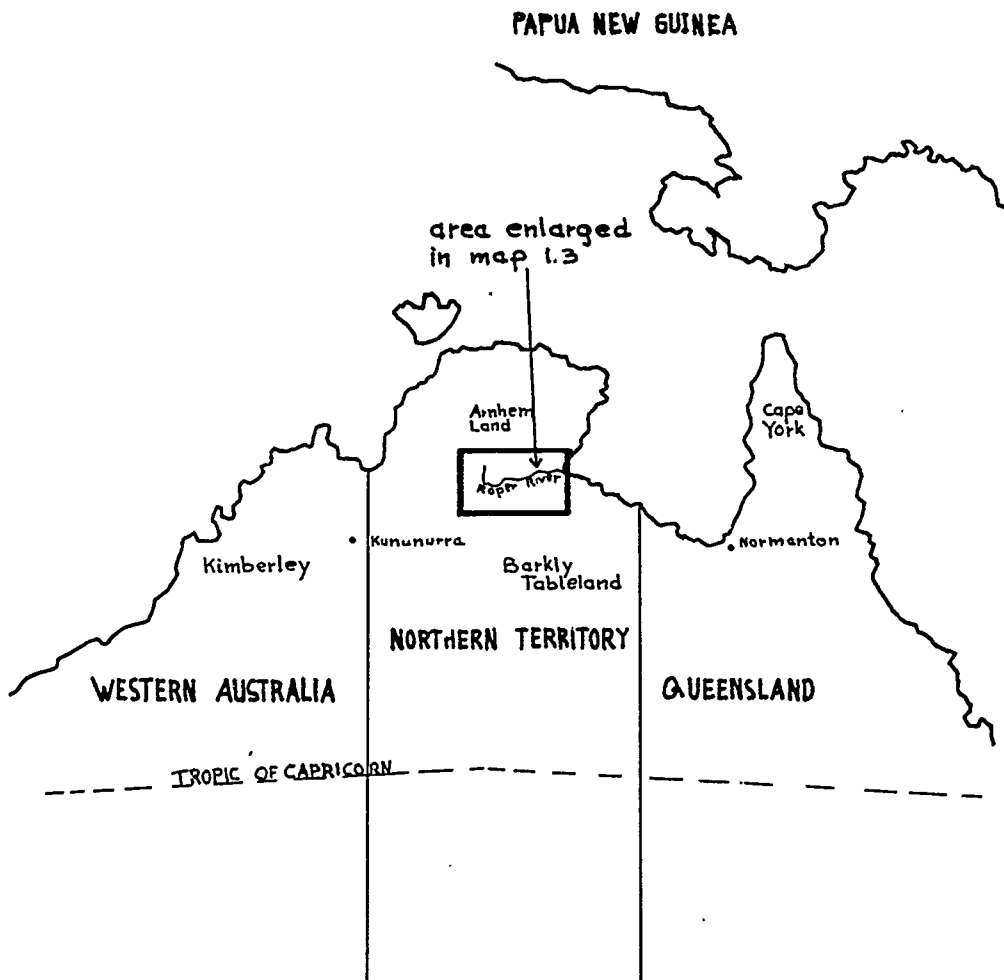 PAPUA NEW GUINEA
area enlarged
in map 1.3
Arnhem
Land
Cape
York
Roper River
Kununurra
Normanton
Kimberley
Barkly
Tableland
NORTHERN TERRITORY
WESTERN AUSTRALIA
QUEENSLAND
TROPIC OF CAPRICORN